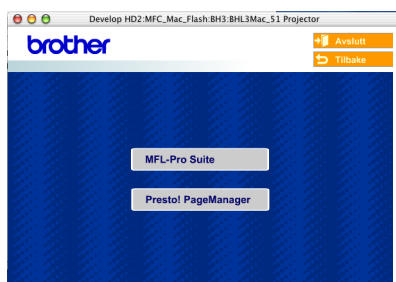 Develop HD2:MFC_Mac_Flash:BH3:BHL3Mac_51 Projector
brother
Avslutt
Tilbake
MFL-Pro Suite
Presto! PageManager